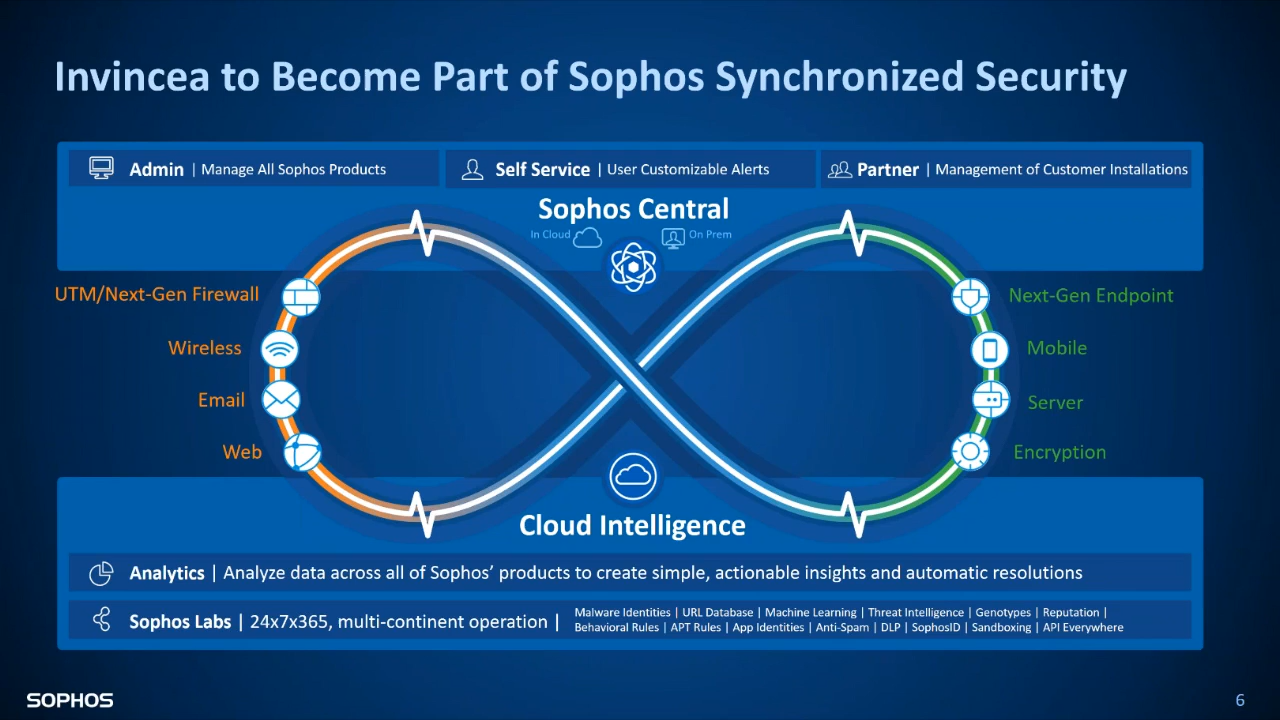 Invincea to Become Part of Sophos Synchronized Security
Admin | Manage All Sophos Products
Self Service | User Customizable Alerts
Partner | Management of Customer Installations
Sophos Central
In Cloud
On Prem
UTM/Next-Gen Firewall
Next-Gen Endpoint
Wireless
Mobile
Email
Server
Web
Encryption
Cloud Intelligence
Analytics | Analyze data across all of Sophos’ products to create simple, actionable insights and automatic resolutions
Sophos Labs | 24x7x365, multi-continent operation |
Malware Identities | URL Database | Machine Learning | Threat Intelligence | Genotypes | Reputation |
Behavioral Rules | APT Rules | App Identities | Anti-Spam | DLP | SophosID | Sandboxing | API Everywhere
SOPHOS
6